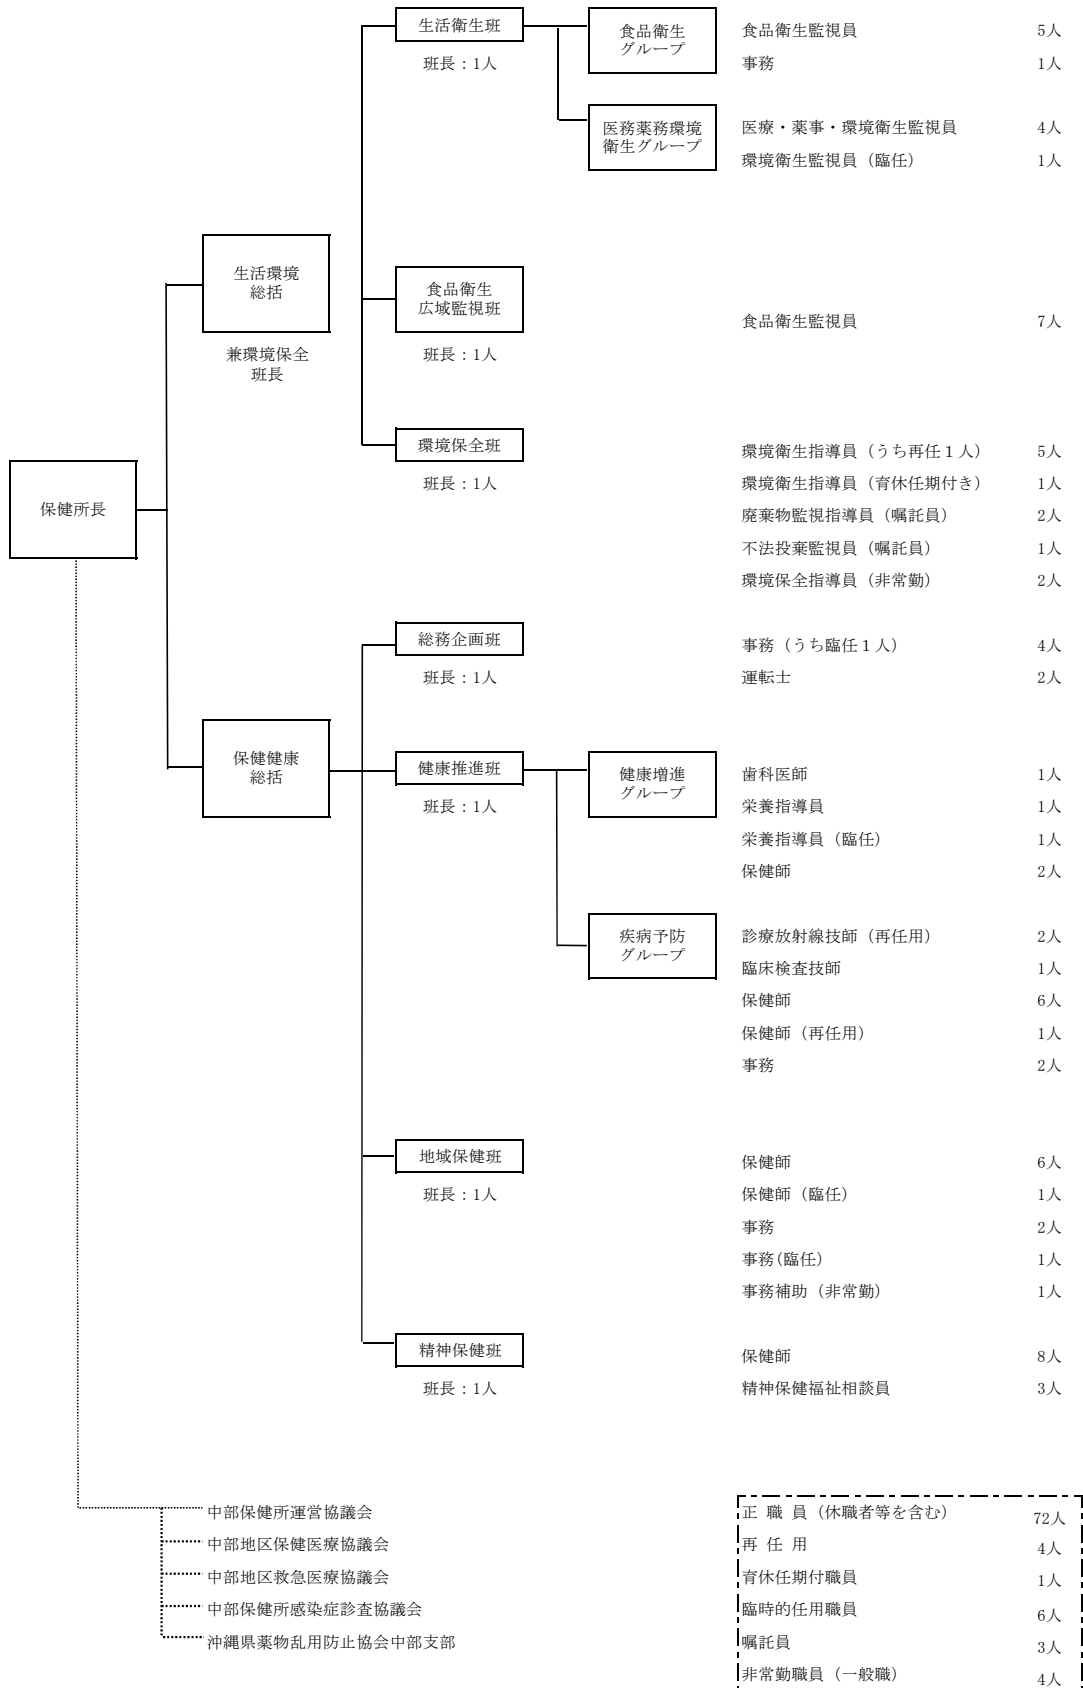 生活衛生班
班長：1人
食品衛生
グループ
食品衛生監視員 5人
事務 1人
医務薬務環境
衛生グループ
医療・薬事・環境衛生監視員 4人
環境衛生監視員（臨任） 1人
生活環境
総括
兼環境保全
班長
食品衛生
広域監視班
班長：1人
食品衛生監視員 7人
環境保全班
班長：1人
環境衛生指導員（うち再任１人） 5人
環境衛生指導員（育休任期付き） 1人
廃棄物監視指導員（嘱託員） 2人
不法投棄監視員（嘱託員） 1人
環境保全指導員（非常勤） 2人
保健所長
総務企画班
班長：1人
事務（うち臨任１人） 4人
運転士 2人
保健健康
総括
健康推進班
班長：1人
健康増進
グループ
歯科医師 1人
栄養指導員 1人
栄養指導員（臨任） 1人
保健師 2人
疾病予防
グループ
診療放射線技師（再任用） 2人
臨床検査技師 1人
保健師 6人
保健師（再任用） 1人
事務 2人
地域保健班
班長：1人
保健師 6人
保健師（臨任） 1人
事務 2人
事務(臨任） 1人
事務補助（非常勤） 1人
精神保健班
班長：1人
保健師 8人
精神保健福祉相談員 3人
中部保健所運営協議会
中部地区保健医療協議会
中部地区救急医療協議会
中部保健所感染症診査協議会
沖縄県薬物乱用防止協会中部支部
正 職 員（休職者等を含む） 72人
再 任 用 4人
育休任期付職員 1人
臨時的任用職員 6人
嘱託員 3人
非常勤職員（一般職） 4人